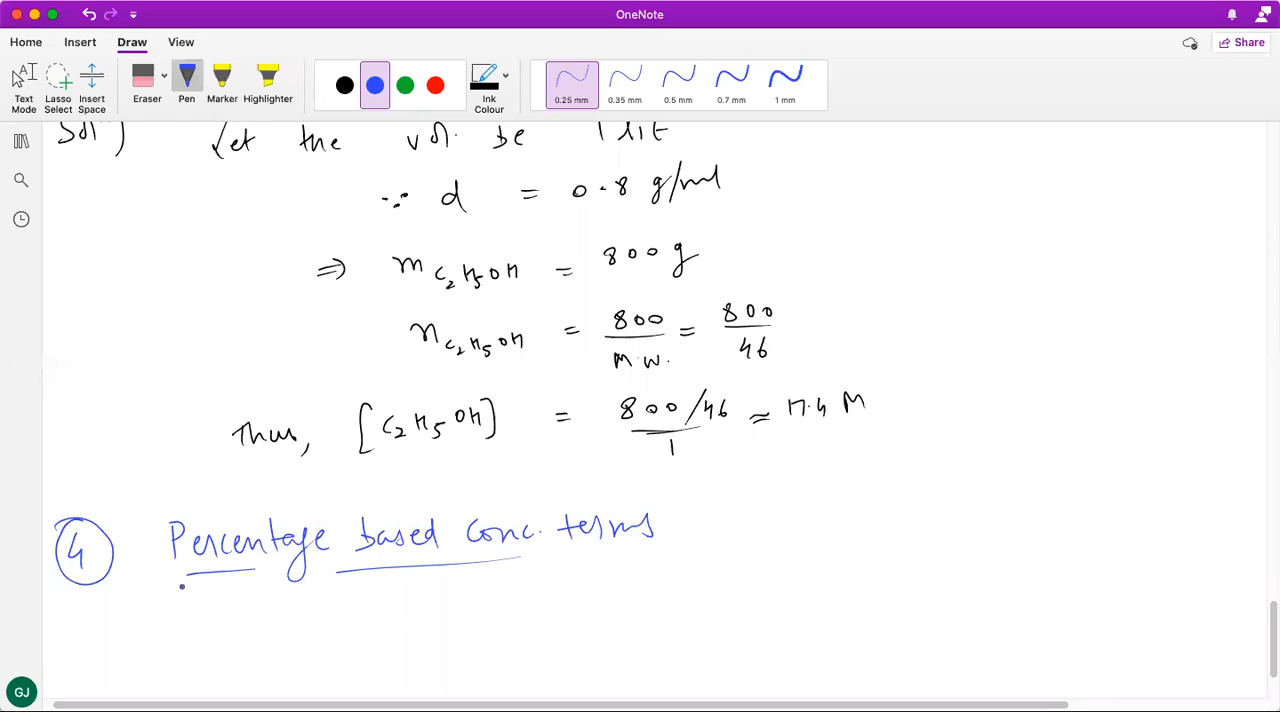 OneNote
Home Insert Draw View
Share
Text Mode
Lasso Select
Insert Space
Eraser
Pen
Marker
Highlighter
Ink Colour
0.25 mm 0.35 mm 0.5 mm 0.7 mm 1 mm
Soln) Let the vol. be 1 lit
∵ d = 0.8 g/ml
⇒ m C₂H₅OH = 800 g
n C₂H₅OH = 800/M.W. = 800/46
Thus, [C₂H₅OH] = (800/46)/1 ≈ 17.4 M
④ Percentage based conc. terms
GJ